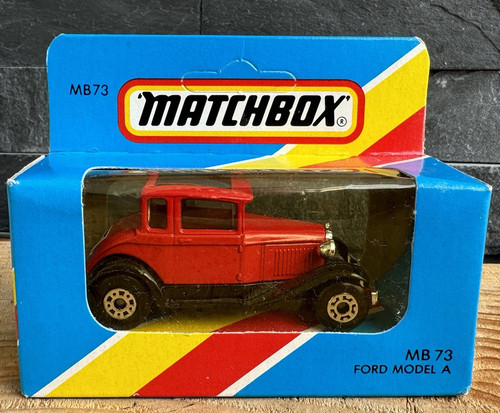 MB73
"MATCHBOX"
®
MB 73
FORD MODEL A